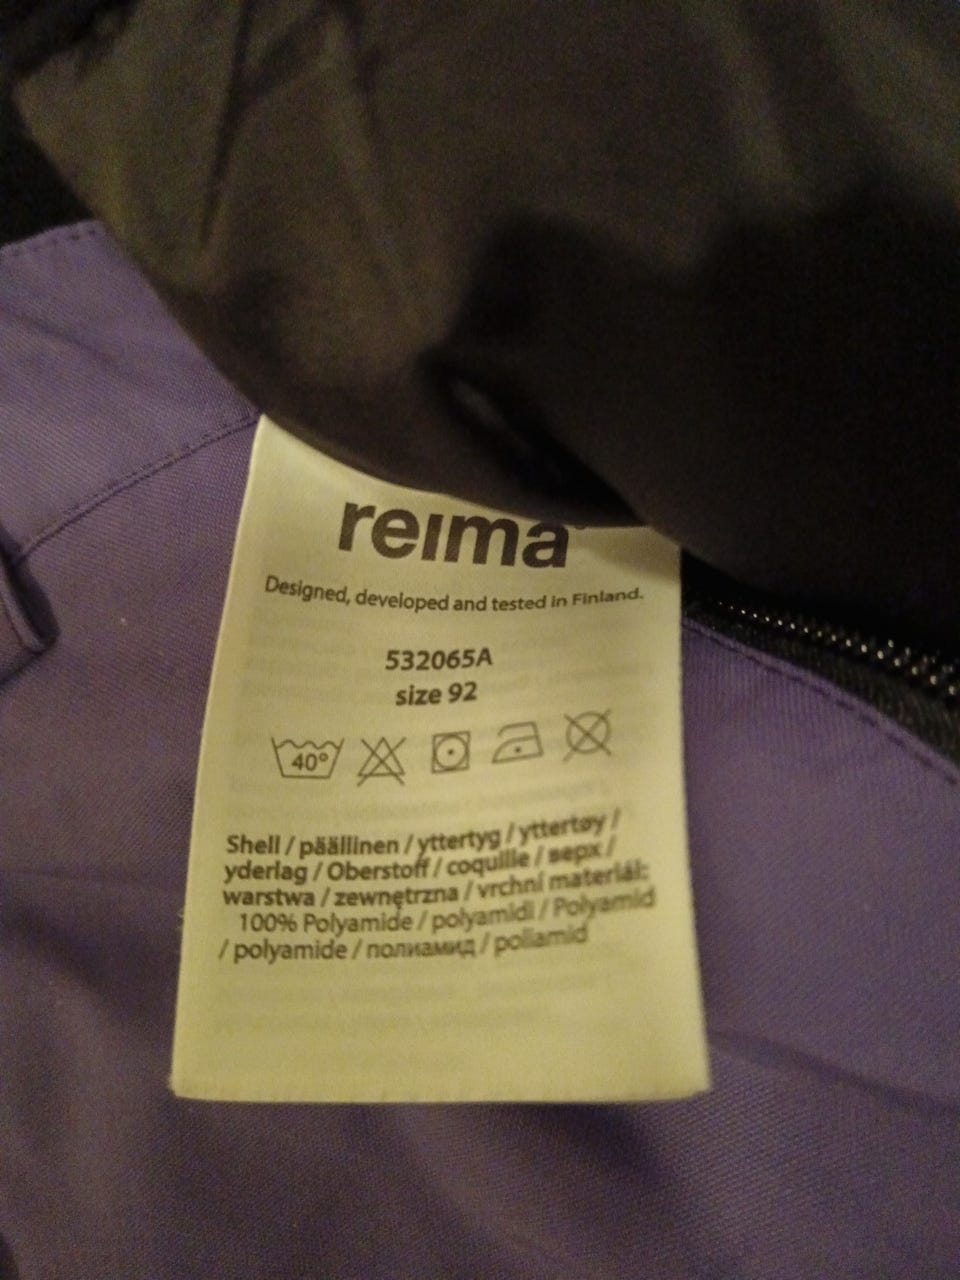 reima®
Designed, developed and tested in Finland.
532065A
size 92
40°
Shell / päällinen / yttertyg / yttertøy /
yderlag / Oberstoff / coquille / верх /
warstwa / zewnętrzna / vrchní materiál:
100% Polyamide / polyamidi / Polyamid
/ polyamide / полиамид / poliamid